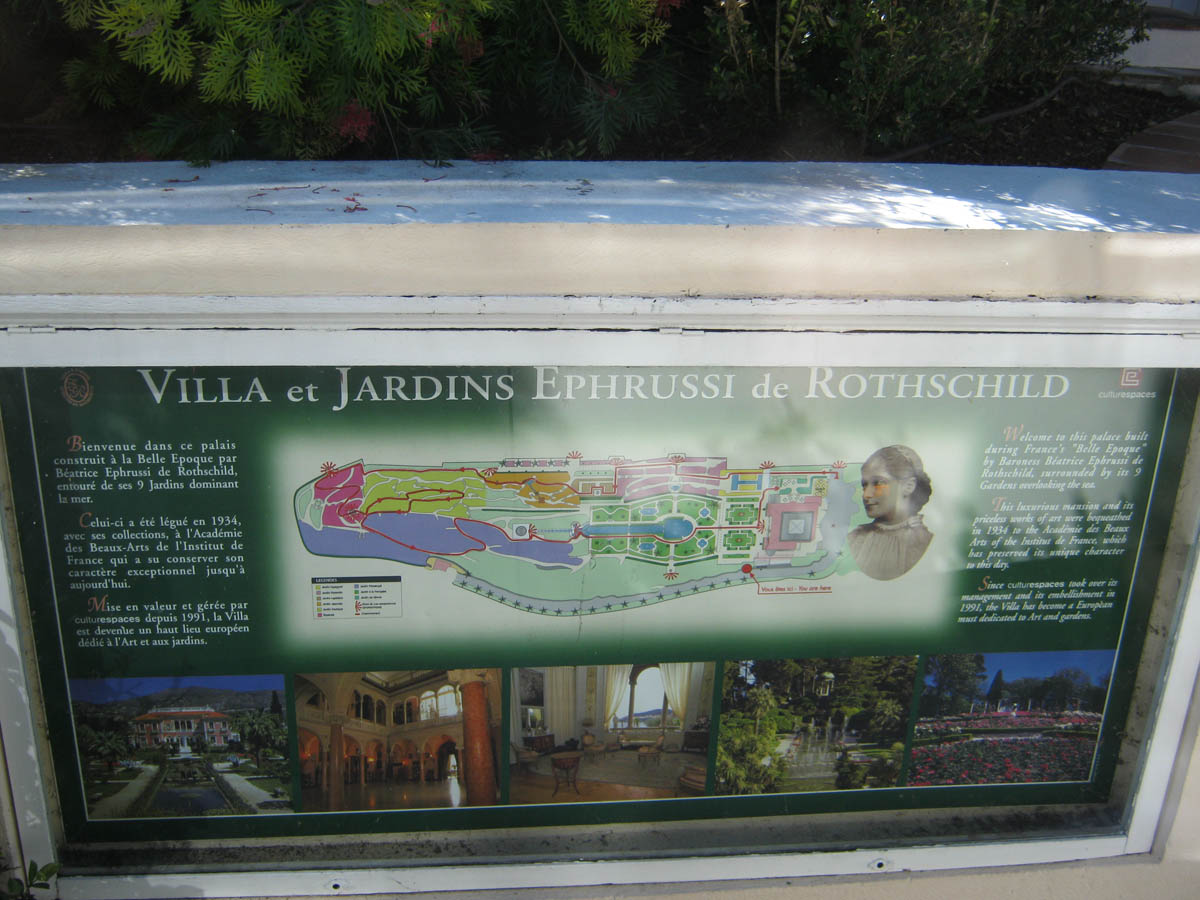 VILLA et JARDINS EPHRUSSI de ROTHSCHILD
culturespaces
Bienvenue dans ce palais
construit à la Belle Epoque par
Béatrice Ephrussi de Rothschild,
entouré de ses 9 Jardins dominant
la mer.
Celui-ci a été légué en 1934,
avec ses collections, à l'Académie
des Beaux-Arts de l'Institut de
France qui a su conserver son
caractère exceptionnel jusqu'à
aujourd'hui.
Mise en valeur et gérée par
culturespaces depuis 1991, la Villa
est devenue un haut lieu européen
dédié à l'Art et aux jardins.
LEGENDES
Vous êtes ici - You are here
Welcome to this palace built
during France's "Belle Epoque"
by Baroness Béatrice Ephrussi de
Rothschild, surrounded by its 9
Gardens overlooking the sea.
This luxurious mansion and its
priceless works of art were bequeathed
in 1934 to the Académie des Beaux
Arts of the Institus de France, which
has preserved its unique character
to this day.
Since culturespaces took over its
management and its embellishment in
1991, the Villa has become a European
must dedicated to Art and gardens.